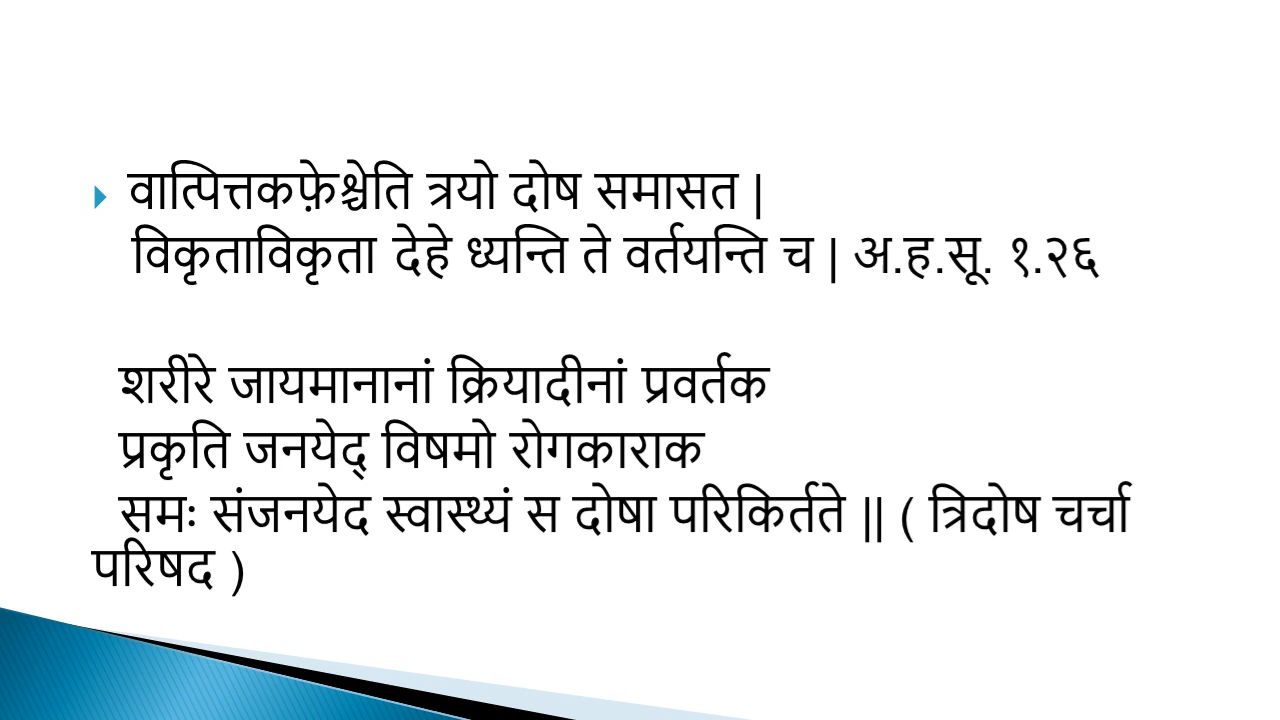 वात्पित्तकफ़ेश्चेति त्रयो दोष समासत |
विकृताविकृता देहे ध्यन्ति ते वर्तयन्ति च | अ.ह.सू. १.२६
शरीरे जायमानानां क्रियादीनां प्रवर्तक
प्रकृति जनयेद् विषमो रोगकाराक
समः संजनयेद स्वास्थ्यं स दोषा परिकिर्तते || ( त्रिदोष चर्चा
परिषद )